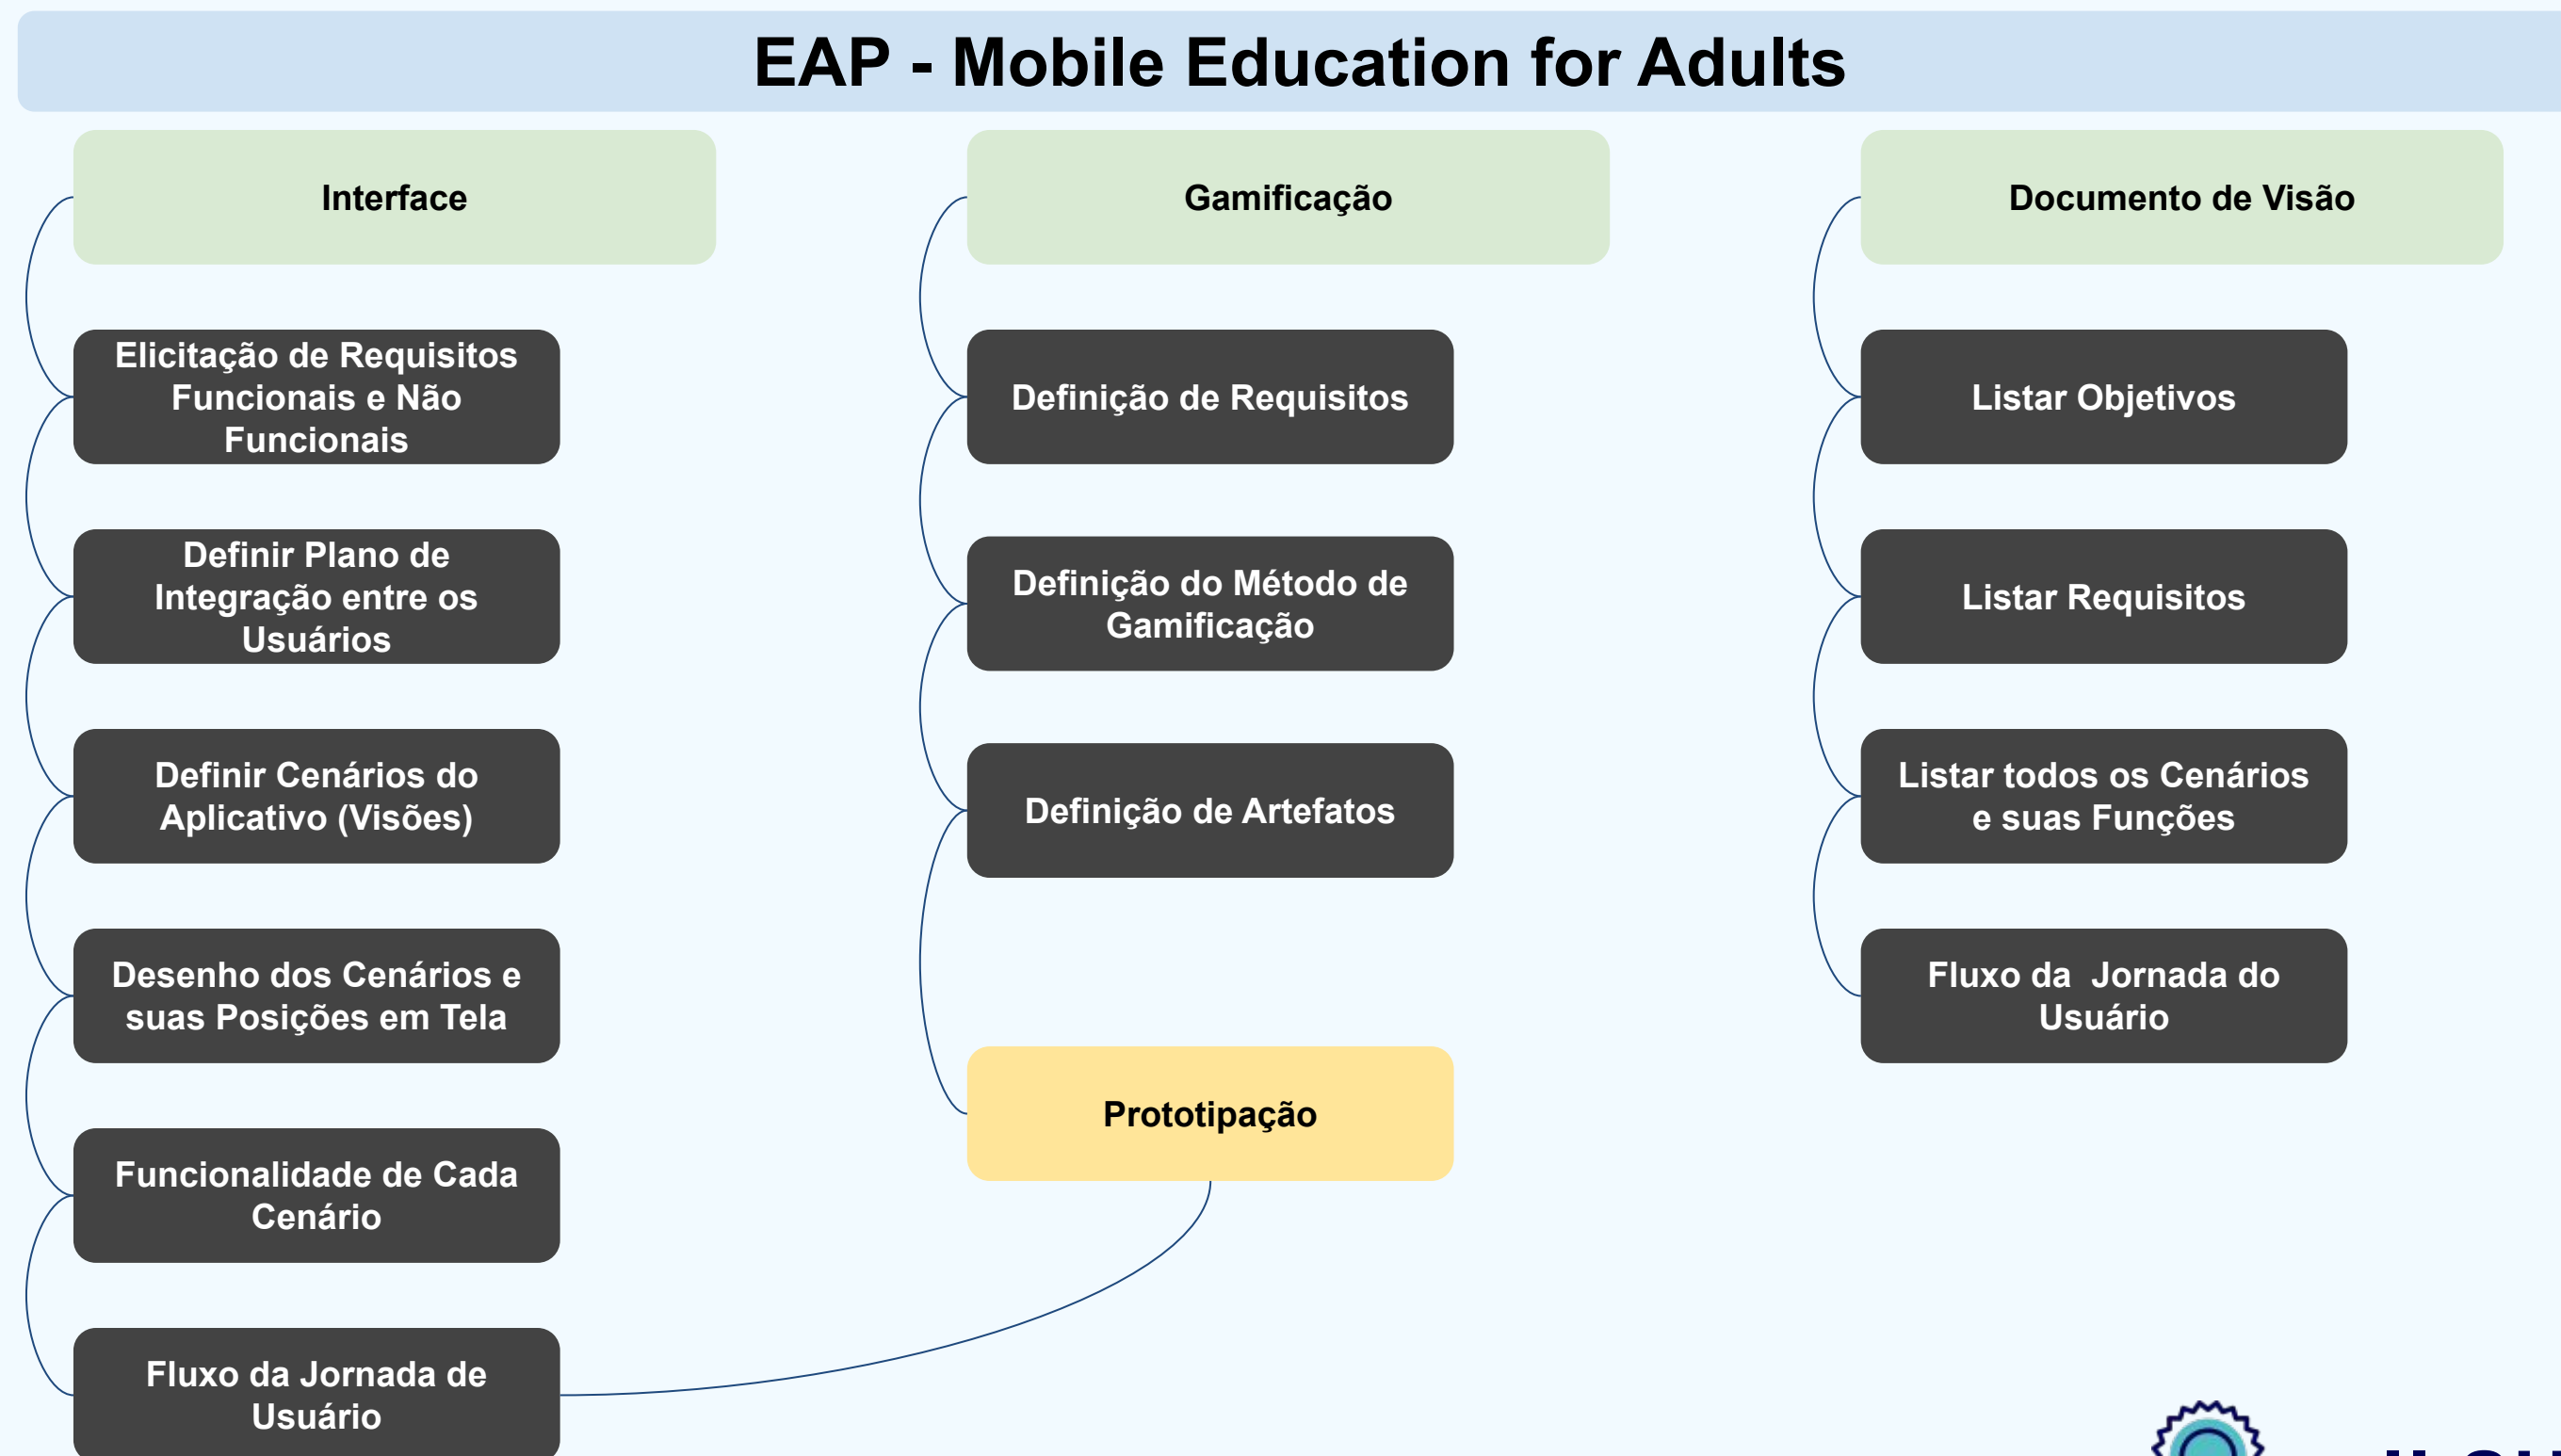 EAP - Mobile Education for Adults
Interface
Elicitação de Requisitos
Funcionais e Não
Funcionais
Definir Plano de
Integração entre os
Usuários
Definir Cenários do
Aplicativo (Visões)
Desenho dos Cenários e
suas Posições em Tela
Funcionalidade de Cada
Cenário
Fluxo da Jornada de
Usuário
Gamificação
Definição de Requisitos
Definição do Método de
Gamificação
Definição de Artefatos
Prototipação
Documento de Visão
Listar Objetivos
Listar Requisitos
Listar todos os Cenários
e suas Funções
Fluxo da  Jornada do
Usuário